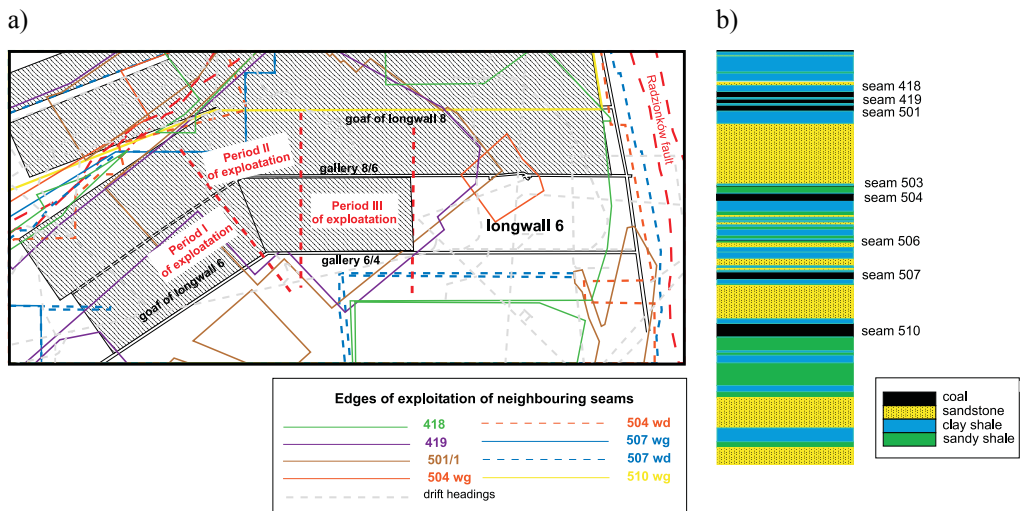 a)
goaf of longwall 8
Radzionków fault
Period II
of exploatation
gallery 8/6
Period III
of exploatation
Period I
of exploatation
longwall 6
goaf of longwall 6
gallery 6/4
Edges of exploitation of neighbouring seams
418
419
501/1
504 wg
drift headings
504 wd
507 wg
507 wd
510 wg
b)
seam 418
seam 419
seam 501
seam 503
seam 504
seam 506
seam 507
seam 510
coal
sandstone
clay shale
sandy shale